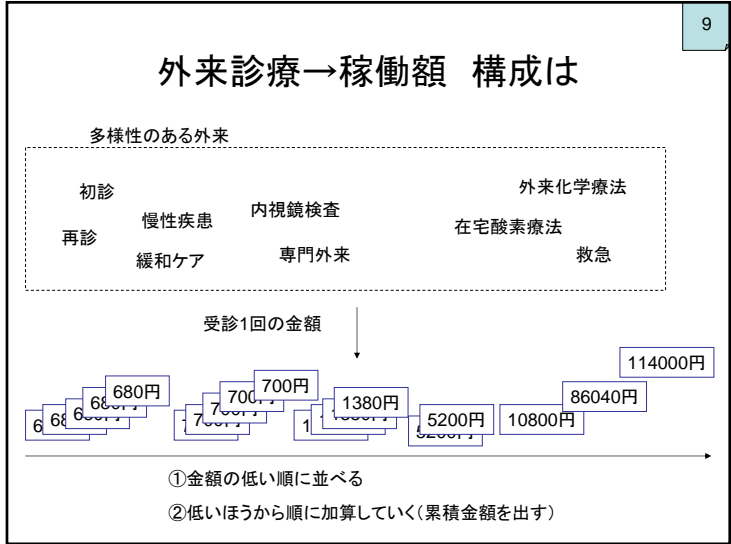 9
外来診療→稼働額 構成は
多様性のある外来
初診
慢性疾患
内視鏡検査
外来化学療法
再診
緩和ケア
専門外来
在宅酸素療法
救急
受診1回の金額
680円
700円
700
1380円
5200円
10800円
86040円
114000円
①金額の低い順に並べる
②低いほうから順に加算していく(累積金額を出す)